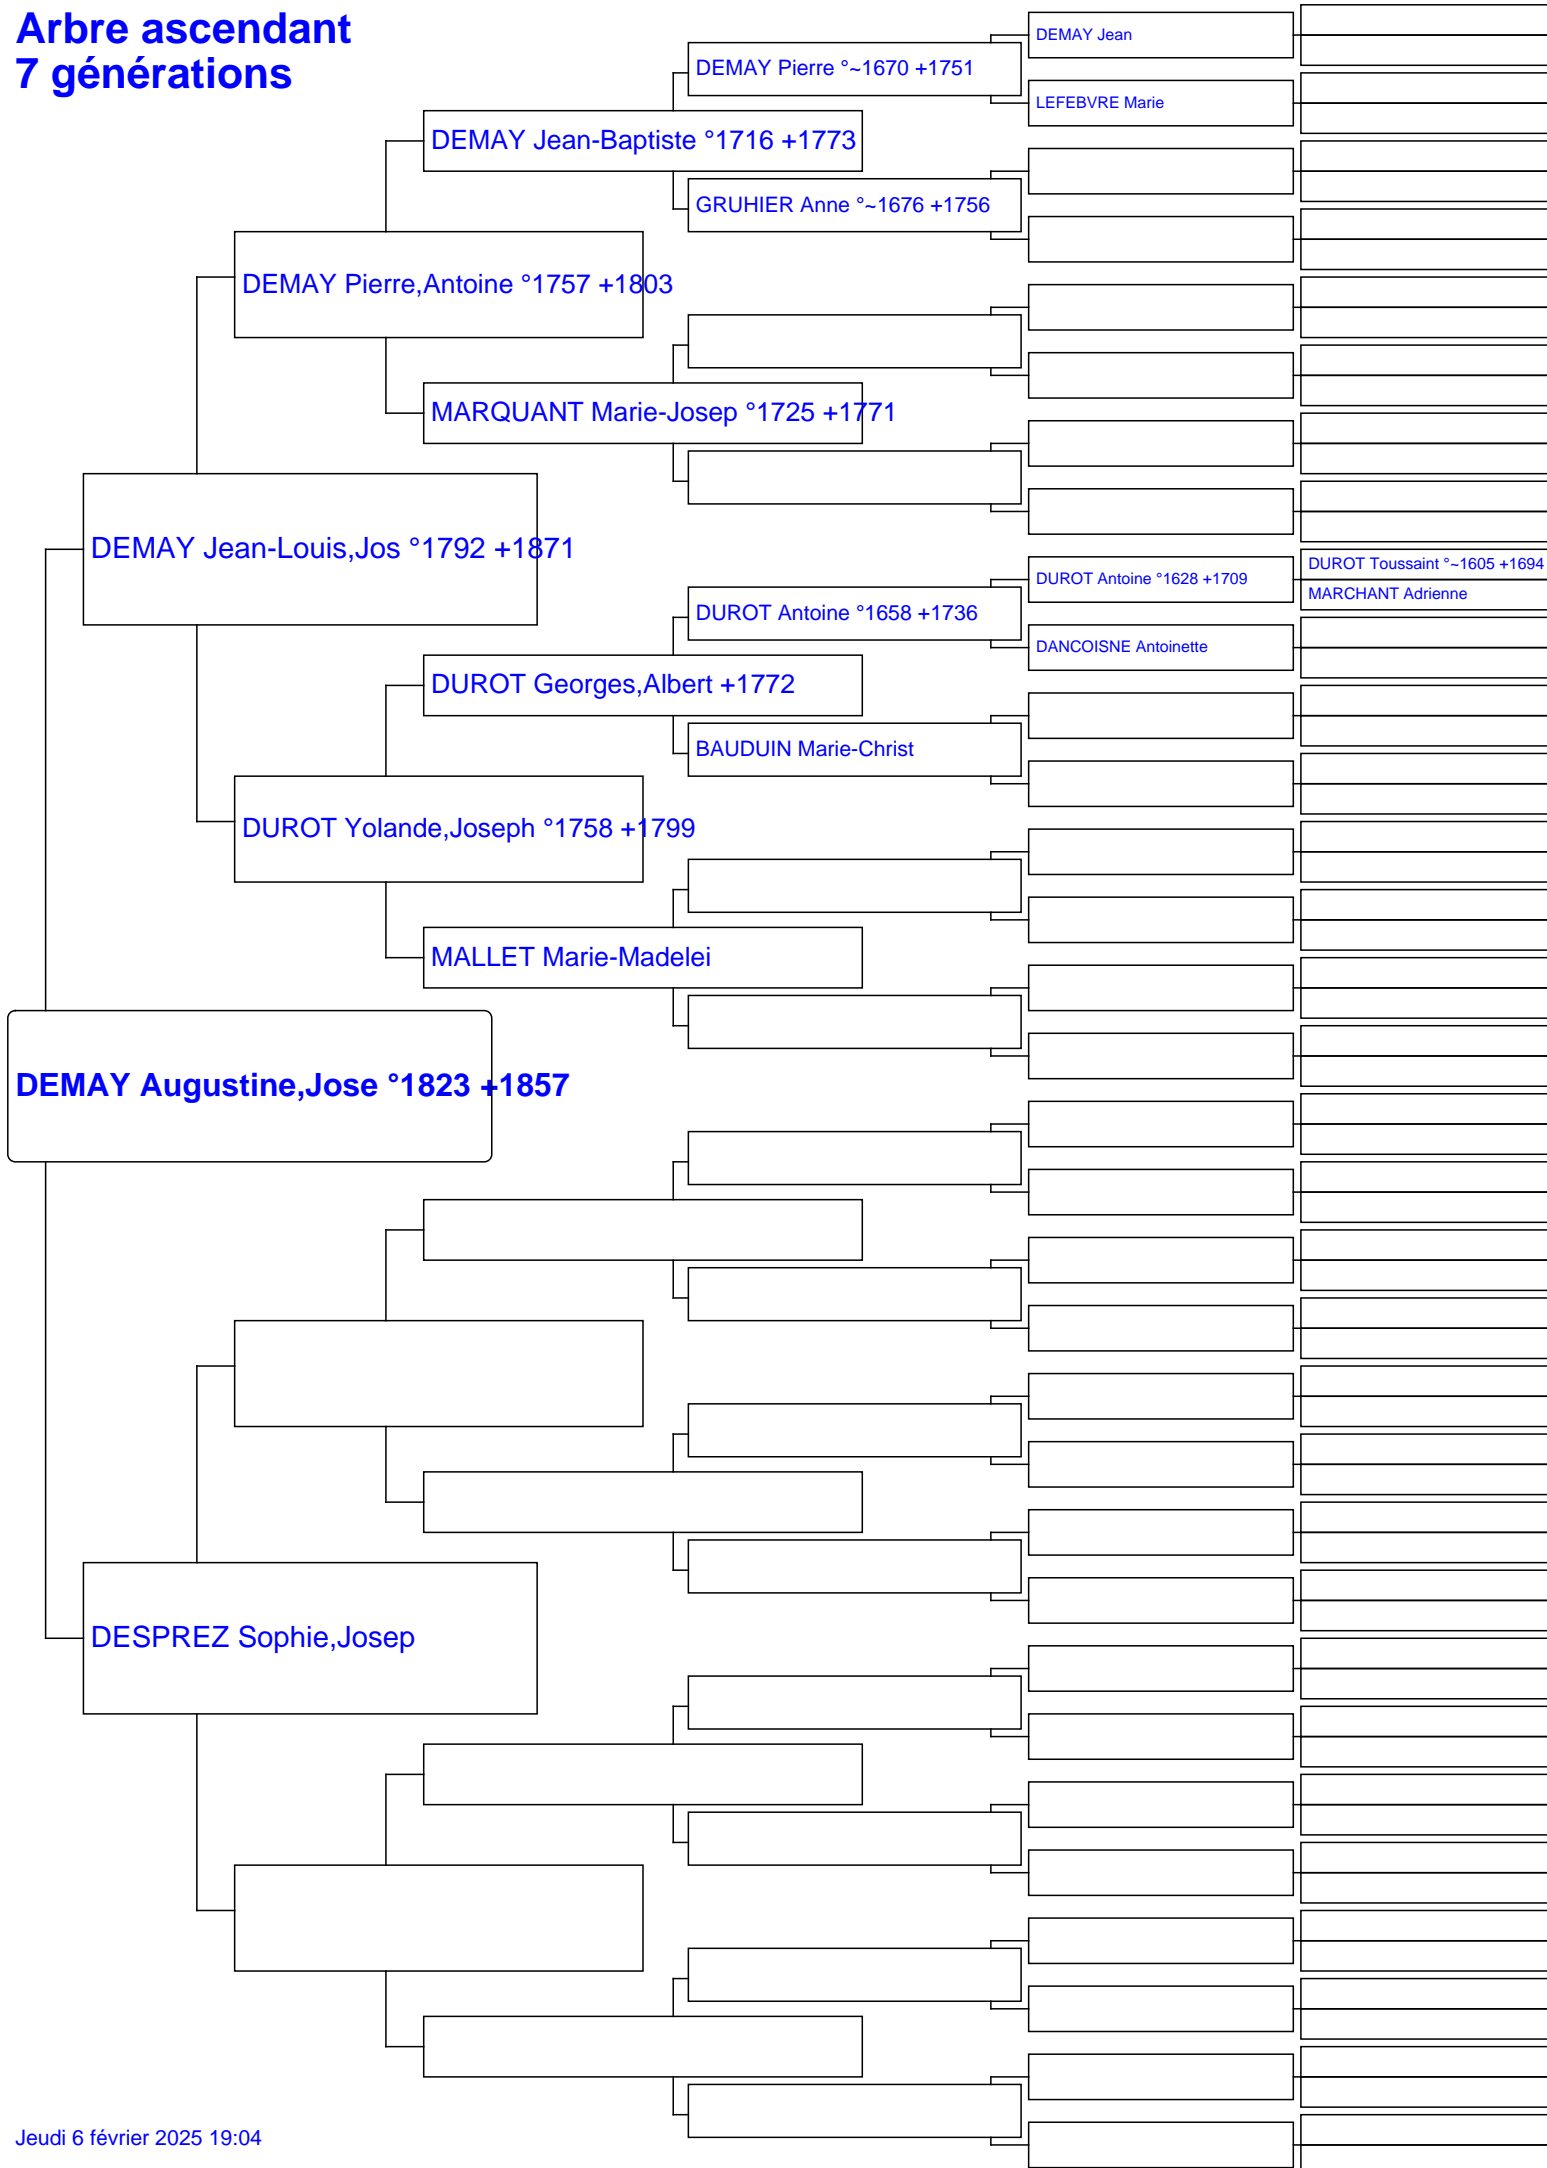 Arbre ascendant
7 générations
DEMAY Jean
DEMAY Pierre °~1670 +1751
LEFEBVRE Marie
DEMAY Jean-Baptiste °1716 +1773
GRUHIER Anne °~1676 +1756
DEMAY Pierre,Antoine °1757 +1803
MARQUANT Marie-Josep °1725 +1771
DEMAY Jean-Louis,Jos °1792 +1871
DUROT Toussaint °~1605 +1694
DUROT Antoine °1628 +1709
MARCHANT Adrienne
DUROT Antoine °1658 +1736
DANCOISNE Antoinette
DUROT Georges,Albert +1772
BAUDUIN Marie-Christ
DUROT Yolande,Joseph °1758 +1799
MALLET Marie-Madelei
DEMAY Augustine,Jose °1823 +1857
DESPREZ Sophie,Josep
Jeudi 6 février 2025 19:04